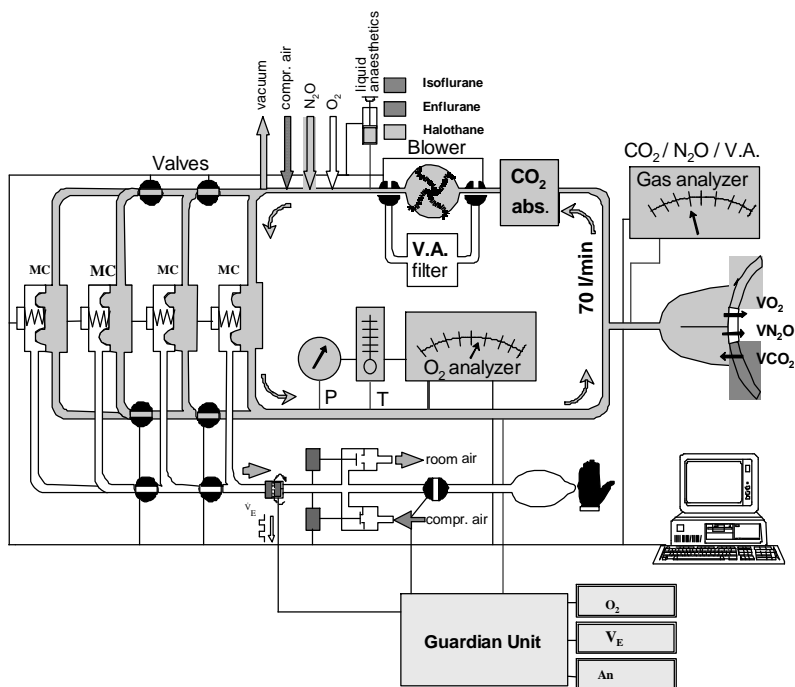 vacuum
compr. air
N₂O
O₂
liquid
anaesthetics
Isoflurane
Enflurane
Halothane
Blower
Valves
CO₂
abs.
CO₂ / N₂O / V.A.
Gas analyzer
V.A.
filter
MC
MC
MC
MC
70 l/min
VO₂
VN₂O
VCO₂
O₂ analyzer
P
T
room air
compr. air
V̇E
Guardian Unit
O₂
VE
An